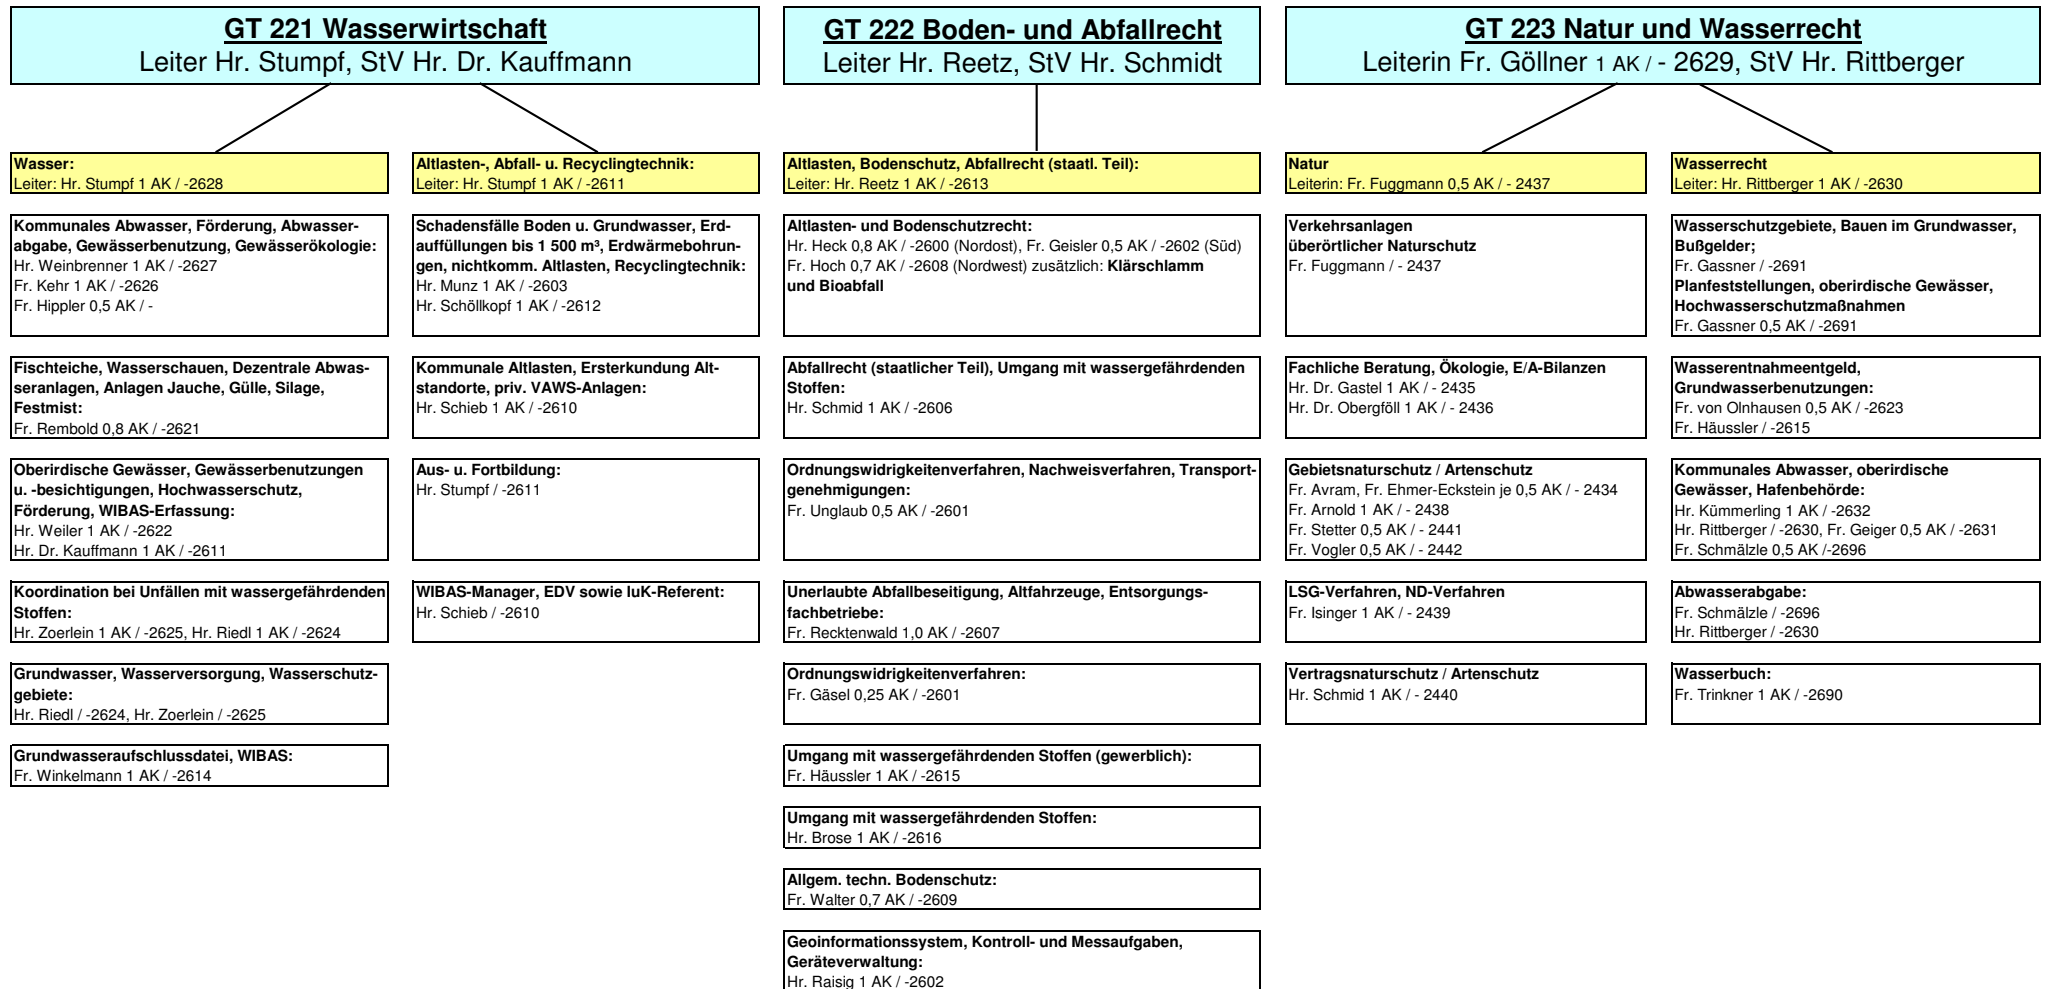 GT 221 Wasserwirtschaft
Leiter Hr. Stumpf, StV Hr. Dr. Kauffmann
Wasser:
Leiter: Hr. Stumpf 1 AK / -2628
Kommunales Abwasser, Förderung, Abwasser-
abgabe, Gewässerbenutzung, Gewässerökologie:
Hr. Weinbrenner 1 AK / -2627
Fr. Kehr 1 AK / -2626
Fr. Hippler 0,5 AK / -
Fischteiche, Wasserschauen, Dezentrale Abwas-
seranlagen, Anlagen Jauche, Gülle, Silage,
Festmist:
Fr. Rembold 0,8 AK / -2621
Oberirdische Gewässer, Gewässerbenutzungen
u. -besichtigungen, Hochwasserschutz,
Förderung, WIBAS-Erfassung:
Hr. Weiler 1 AK / -2622
Hr. Dr. Kauffmann 1 AK / -2611
Koordination bei Unfällen mit wassergefährdenden
Stoffen:
Hr. Zoerlein 1 AK / -2625, Hr. Riedl 1 AK / -2624
Grundwasser, Wasserversorgung, Wasserschutz-
gebiete:
Hr. Riedl / -2624, Hr. Zoerlein / -2625
Grundwasseraufschlussdatei, WIBAS:
Fr. Winkelmann 1 AK / -2614
Altlasten-, Abfall- u. Recyclingtechnik:
Leiter: Hr. Stumpf 1 AK / -2611
Schadensfälle Boden u. Grundwasser, Erd-
auffüllungen bis 1 500 m³, Erdwärmebohrun-
gen, nichtkomm. Altlasten, Recyclingtechnik:
Hr. Munz 1 AK / -2603
Hr. Schöllkopf 1 AK / -2612
Kommunale Altlasten, Ersterkundung Alt-
standorte, priv. VAWS-Anlagen:
Hr. Schieb 1 AK / -2610
Aus- u. Fortbildung:
Hr. Stumpf / -2611
WIBAS-Manager, EDV sowie IuK-Referent:
Hr. Schieb / -2610
GT 222 Boden- und Abfallrecht
Leiter Hr. Reetz, StV Hr. Schmidt
Altlasten, Bodenschutz, Abfallrecht (staatl. Teil):
Leiter: Hr. Reetz 1 AK / -2613
Altlasten- und Bodenschutzrecht:
Hr. Heck 0,8 AK / -2600 (Nordost), Fr. Geisler 0,5 AK / -2602 (Süd)
Fr. Hoch 0,7 AK / -2608 (Nordwest) zusätzlich: Klärschlamm
und Bioabfall
Abfallrecht (staatlicher Teil), Umgang mit wassergefährdenden
Stoffen:
Hr. Schmid 1 AK / -2606
Ordnungswidrigkeitenverfahren, Nachweisverfahren, Transport-
genehmigungen:
Fr. Unglaub 0,5 AK / -2601
Unerlaubte Abfallbeseitigung, Altfahrzeuge, Entsorgungs-
fachbetriebe:
Fr. Recktenwald 1,0 AK / -2607
Ordnungswidrigkeitenverfahren:
Fr. Gäsel 0,25 AK / -2601
Umgang mit wassergefährdenden Stoffen (gewerblich):
Fr. Häussler 1 AK / -2615
Umgang mit wassergefährdenden Stoffen:
Hr. Brose 1 AK / -2616
Allgem. techn. Bodenschutz:
Fr. Walter 0,7 AK / -2609
Geoinformationssystem, Kontroll- und Messaufgaben,
Geräteverwaltung:
Hr. Raisig 1 AK / -2602
GT 223 Natur und Wasserrecht
Leiterin Fr. Göllner 1 AK / - 2629, StV Hr. Rittberger
Natur
Leiterin: Fr. Fuggmann 0,5 AK / - 2437
Verkehrsanlagen
überörtlicher Naturschutz
Fr. Fuggmann / - 2437
Fachliche Beratung, Ökologie, E/A-Bilanzen
Hr. Dr. Gastel 1 AK / - 2435
Hr. Dr. Obergföll 1 AK / - 2436
Gebietsnaturschutz / Artenschutz
Fr. Avram, Fr. Ehmer-Eckstein je 0,5 AK / - 2434
Fr. Arnold 1 AK / - 2438
Fr. Stetter 0,5 AK / - 2441
Fr. Vogler 0,5 AK / - 2442
LSG-Verfahren, ND-Verfahren
Fr. Isinger 1 AK / - 2439
Vertragsnaturschutz / Artenschutz
Hr. Schmid 1 AK / - 2440
Wasserrecht
Leiter: Hr. Rittberger 1 AK / -2630
Wasserschutzgebiete, Bauen im Grundwasser,
Bußgelder;
Fr. Gassner / -2691
Planfeststellungen, oberirdische Gewässer,
Hochwasserschutzmaßnahmen
Fr. Gassner 0,5 AK / -2691
Wasserentnahmeentgeld,
Grundwasserbenutzungen:
Fr. von Olnhausen 0,5 AK / -2623
Fr. Häussler / -2615
Kommunales Abwasser, oberirdische
Gewässer, Hafenbehörde:
Hr. Kümmerling 1 AK / -2632
Hr. Rittberger / -2630, Fr. Geiger 0,5 AK / -2631
Fr. Schmälzle 0,5 AK /-2696
Abwasserabgabe:
Fr. Schmälzle / -2696
Hr. Rittberger / -2630
Wasserbuch:
Fr. Trinkner 1 AK / -2690